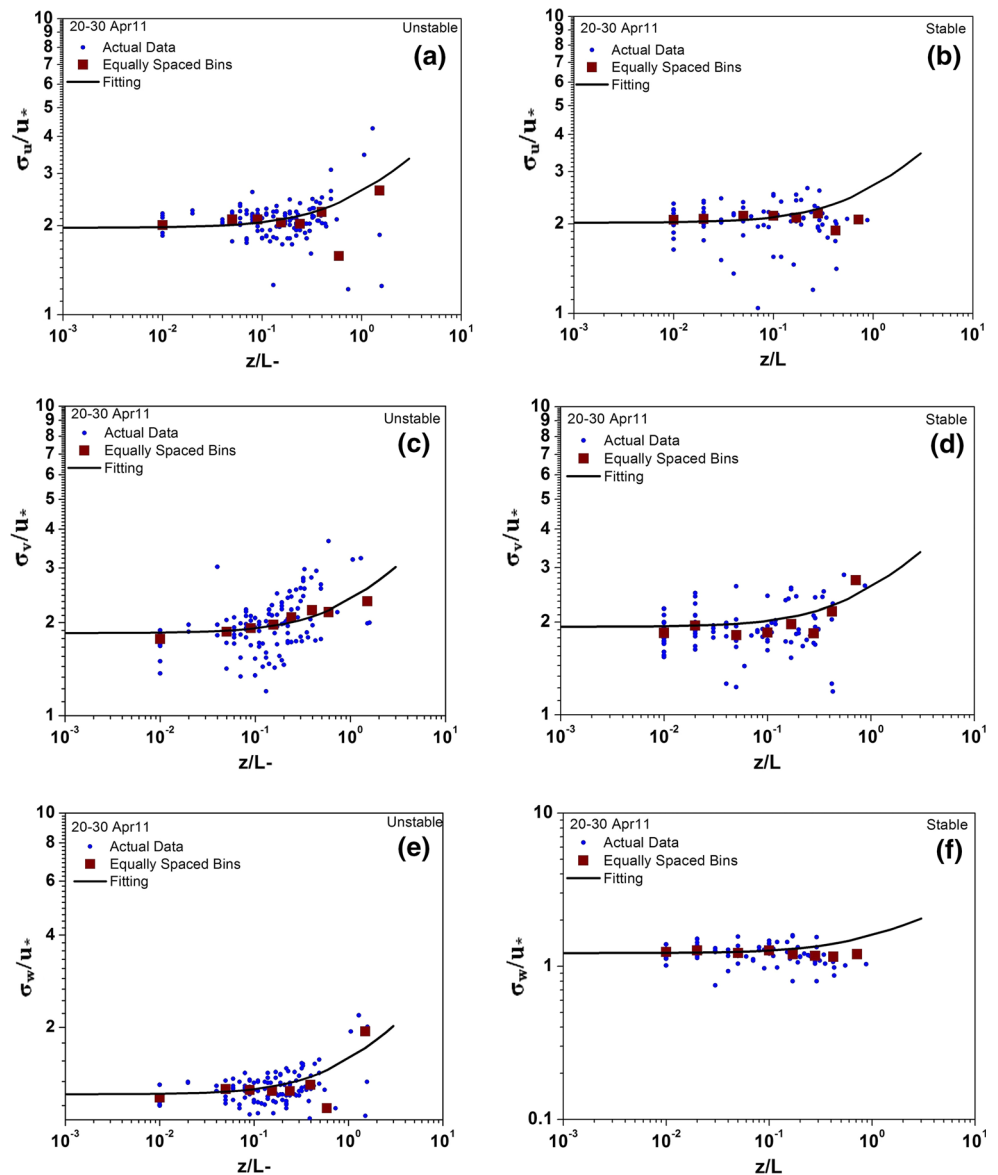 20-30 Apr11
Unstable
Actual Data
Equally Spaced Bins
Fitting
(a)
σu/u*
10
9
8
7
6
5
4
3
2
1
10-3
10-2
10-1
100
101
z/L-
20-30 Apr11
Stable
Actual Data
Equally Spaced Bins
Fitting
(b)
σu/u*
10
9
8
7
6
5
4
3
2
1
10-3
10-2
10-1
100
101
z/L
20-30 Apr11
Unstable
Actual Data
Equally Spaced Bins
Fitting
(c)
σv/u*
10
9
8
7
6
5
4
3
2
1
10-3
10-2
10-1
100
101
z/L-
20-30 Apr11
Stable
Actual Data
Equally Spaced Bins
Fitting
(d)
σv/u*
10
9
8
7
6
5
4
3
2
1
10-3
10-2
10-1
100
101
z/L
20-30 Apr11
Unstable
Actual Data
Equally Spaced Bins
Fitting
(e)
σw/u*
10
8
6
4
2
10-3
10-2
10-1
100
101
z/L-
20-30 Apr11
Stable
Actual Data
Equally Spaced Bins
Fitting
(f)
σw/u*
10
1
0.1
10-3
10-2
10-1
100
101
z/L